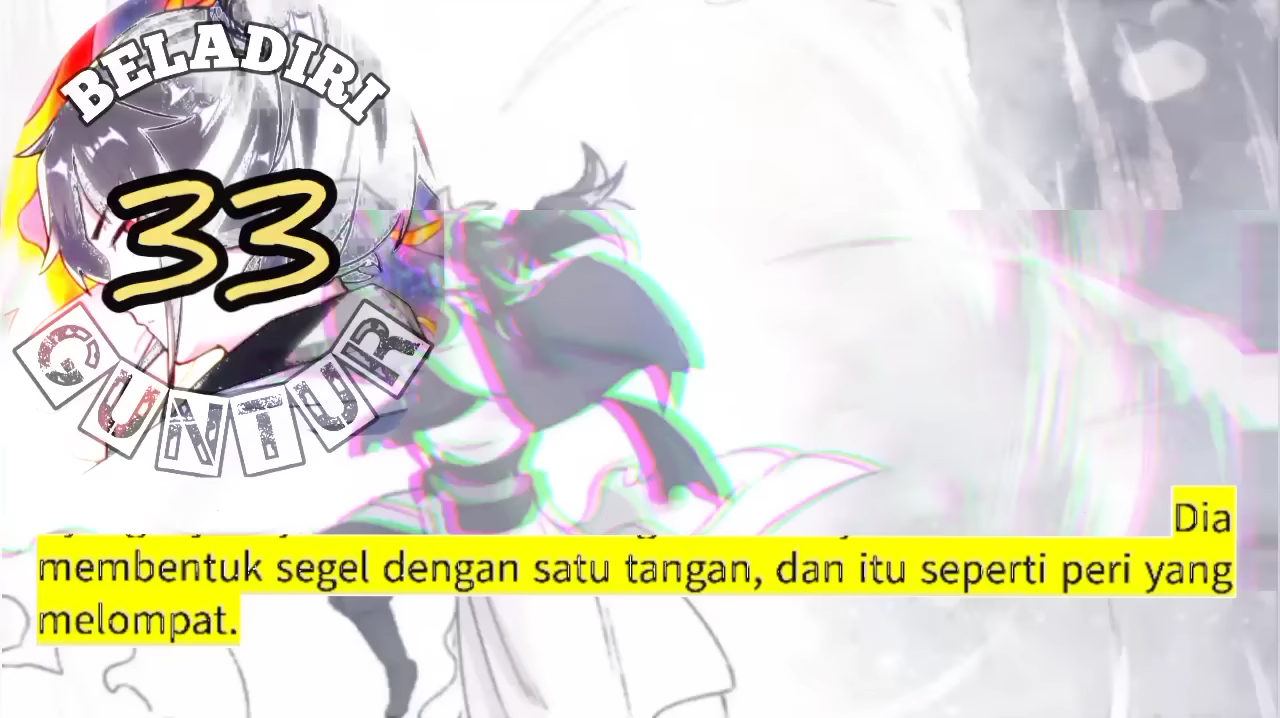 BELADIRI
33
GUNTUR
Dia
membentuk segel dengan satu tangan, dan itu seperti peri yang
melompat.